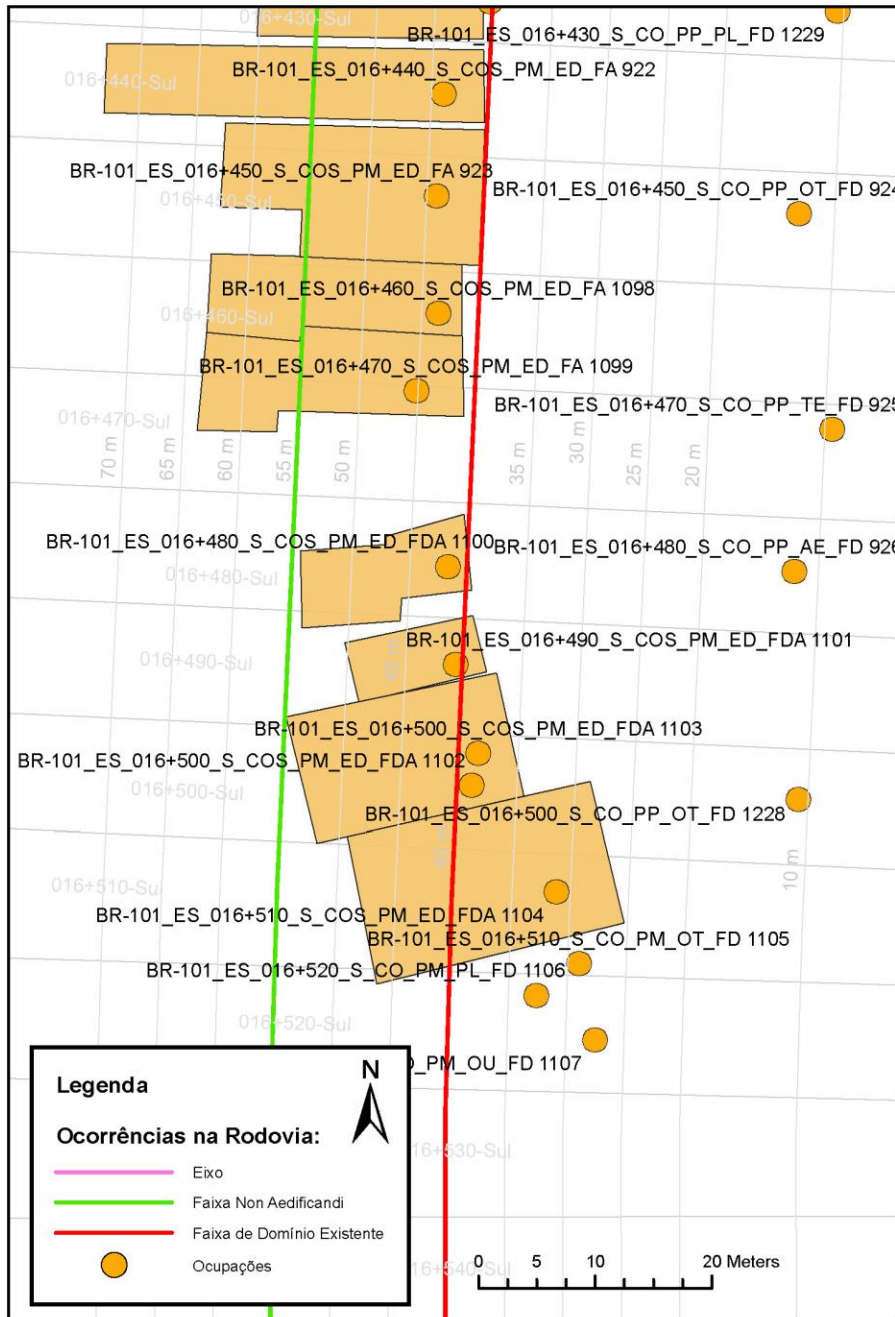 016+430-Sul
BR-101_ES_016+430_S_CO_PP_PL_FD 1229
BR-101_ES_016+440_S_COS_PM_ED_FA 922
016+440-Sul
BR-101_ES_016+450_S_COS_PM_ED_FA 923
BR-101_ES_016+450_S_CO_PP_OT_FD 924
016+450-Sul
BR-101_ES_016+460_S_COS_PM_ED_FA 1098
016+460-Sul
BR-101_ES_016+470_S_COS_PM_ED_FA 1099
BR-101_ES_016+470_S_CO_PP_TE_FD 925
016+470-Sul
70 m
65 m
60 m
55 m
50 m
35 m
30 m
25 m
20 m
BR-101_ES_016+480_S_COS_PM_ED_FDA 1100
BR-101_ES_016+480_S_CO_PP_AE_FD 926
016+480-Sul
BR-101_ES_016+490_S_COS_PM_ED_FDA 1101
016+490-Sul
45 m
BR-101_ES_016+500_S_COS_PM_ED_FDA 1103
BR-101_ES_016+500_S_COS_PM_ED_FDA 1102
016+500-Sul
BR-101_ES_016+500_S_CO_PP_OT_FD 1228
40 m
10 m
016+510-Sul
BR-101_ES_016+510_S_COS_PM_ED_FDA 1104
BR-101_ES_016+510_S_CO_PM_OT_FD 1105
BR-101_ES_016+520_S_CO_PM_PL_FD 1106
016+520-Sul
_PM_OU_FD 1107
Legenda
N
Ocorrências na Rodovia:
Eixo
Faixa Non Aedificandi
Faixa de Domínio Existente
Ocupações
16+530-Sul
0 5 10 20 Meters
16+540-Sul